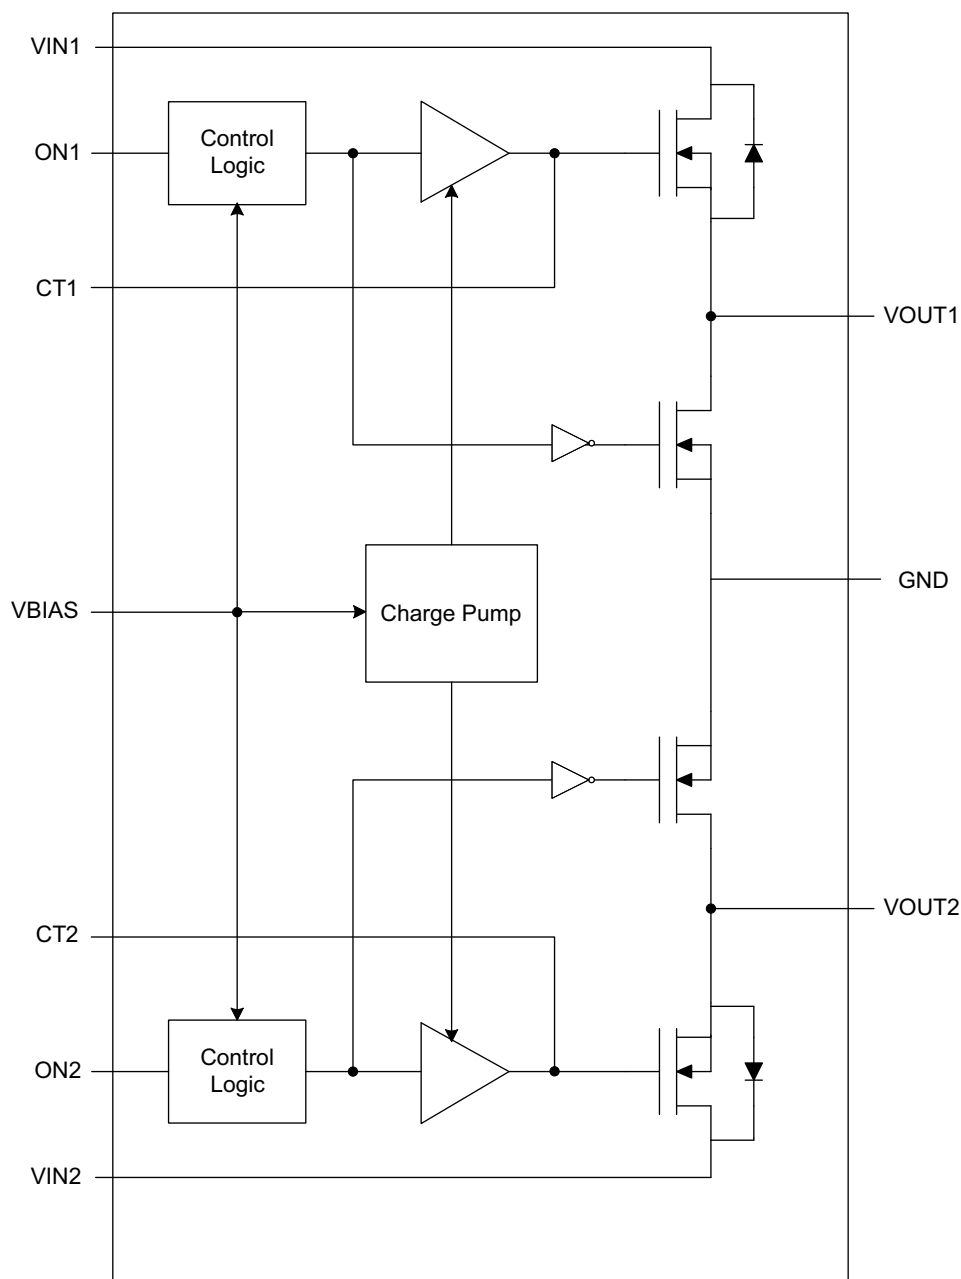 VIN1
ON1
Control
Logic
CT1
VOUT1
GND
VBIAS
Charge Pump
VOUT2
CT2
ON2
Control
Logic
VIN2